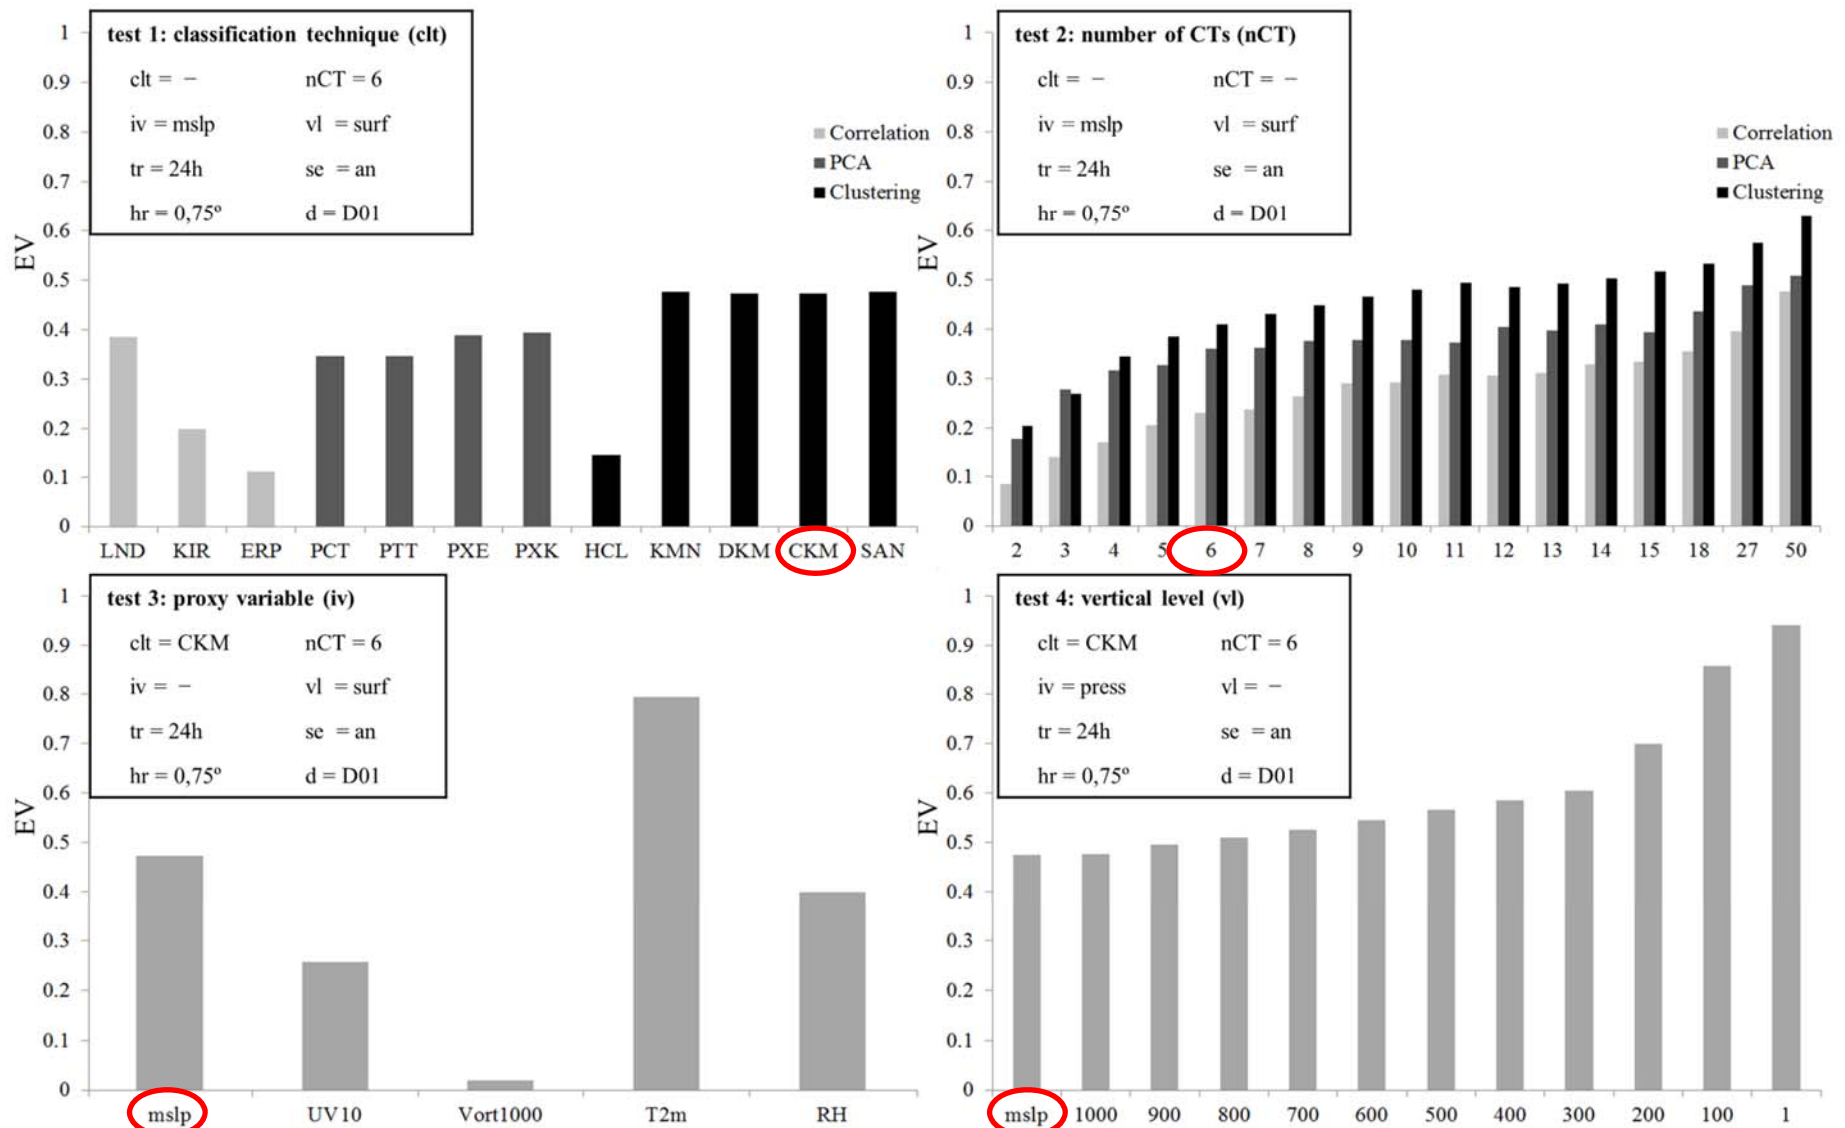 test 1: classification technique (clt)
clt = − nCT = 6
iv = mslp vl = surf
tr = 24h se = an
hr = 0,75º d = D01
Correlation
PCA
Clustering
EV
1
0.9
0.8
0.7
0.6
0.5
0.4
0.3
0.2
0.1
0
LND KIR ERP PCT PTT PXE PXK HCL KMN DKM CKM SAN
test 2: number of CTs (nCT)
clt = − nCT = −
iv = mslp vl = surf
tr = 24h se = an
hr = 0,75º d = D01
Correlation
PCA
Clustering
EV
1
0.9
0.8
0.7
0.6
0.5
0.4
0.3
0.2
0.1
0
2 3 4 5 6 7 8 9 10 11 12 13 14 15 18 27 50
test 3: proxy variable (iv)
clt = CKM nCT = 6
iv = − vl = surf
tr = 24h se = an
hr = 0,75º d = D01
EV
1
0.9
0.8
0.7
0.6
0.5
0.4
0.3
0.2
0.1
0
mslp UV10 Vort1000 T2m RH
test 4: vertical level (vl)
clt = CKM nCT = 6
iv = press vl = −
tr = 24h se = an
hr = 0,75º d = D01
EV
1
0.9
0.8
0.7
0.6
0.5
0.4
0.3
0.2
0.1
0
mslp 1000 900 800 700 600 500 400 300 200 100 1